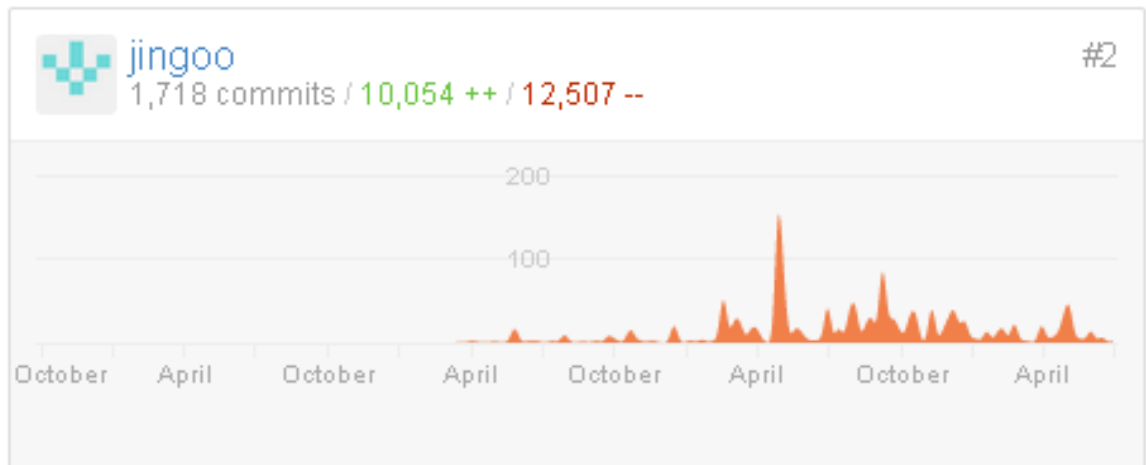 jingoo #2
1,718 commits / 10,054 ++ / 12,507 --
200
100
October April October April October April October April